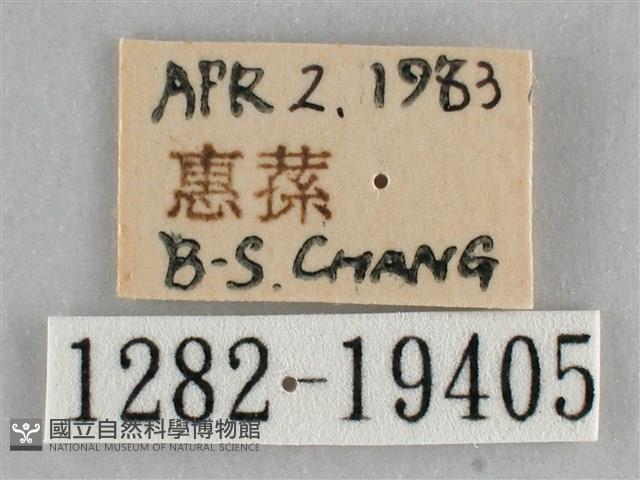 APR 2. 1983
惠蓀
B-S. CHANG
1282-19405
國立自然科學博物館
NATIONAL MUSEUM OF NATURAL SCIENCE